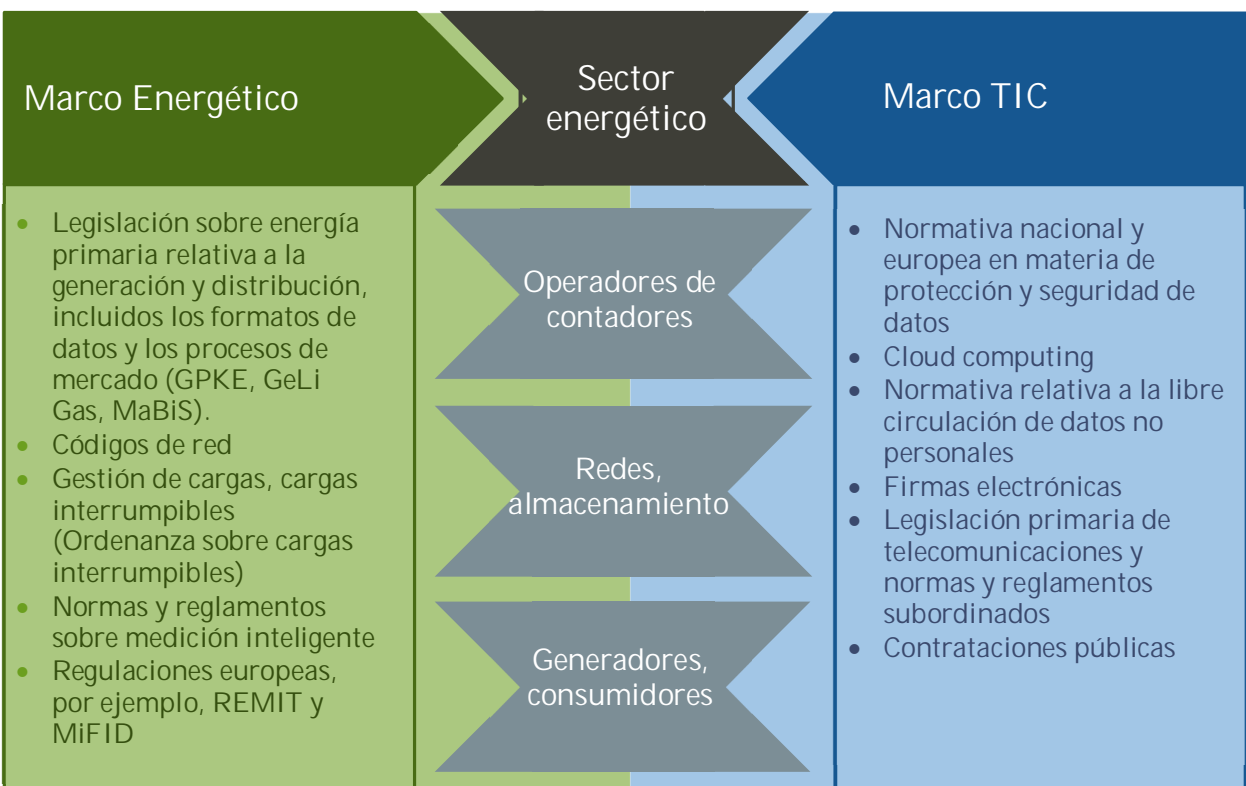 Marco Energético
Sector
energético
Marco TIC
• Legislación sobre energía
primaria relativa a la
generación y distribución,
incluidos los formatos de
datos y los procesos de
mercado (GPKE, GeLi
Gas, MaBiS).
• Códigos de red
• Gestión de cargas, cargas
interrumpibles
(Ordenanza sobre cargas
interrumpibles)
• Normas y reglamentos
sobre medición inteligente
• Regulaciones europeas,
por ejemplo, REMIT y
MiFID
Operadores de
contadores
Redes,
almacenamiento
Generadores,
consumidores
• Normativa nacional y
europea en materia de
protección y seguridad de
datos
• Cloud computing
• Normativa relativa a la libre
circulación de datos no
personales
• Firmas electrónicas
• Legislación primaria de
telecomunicaciones y
normas y reglamentos
subordinados
• Contrataciones públicas